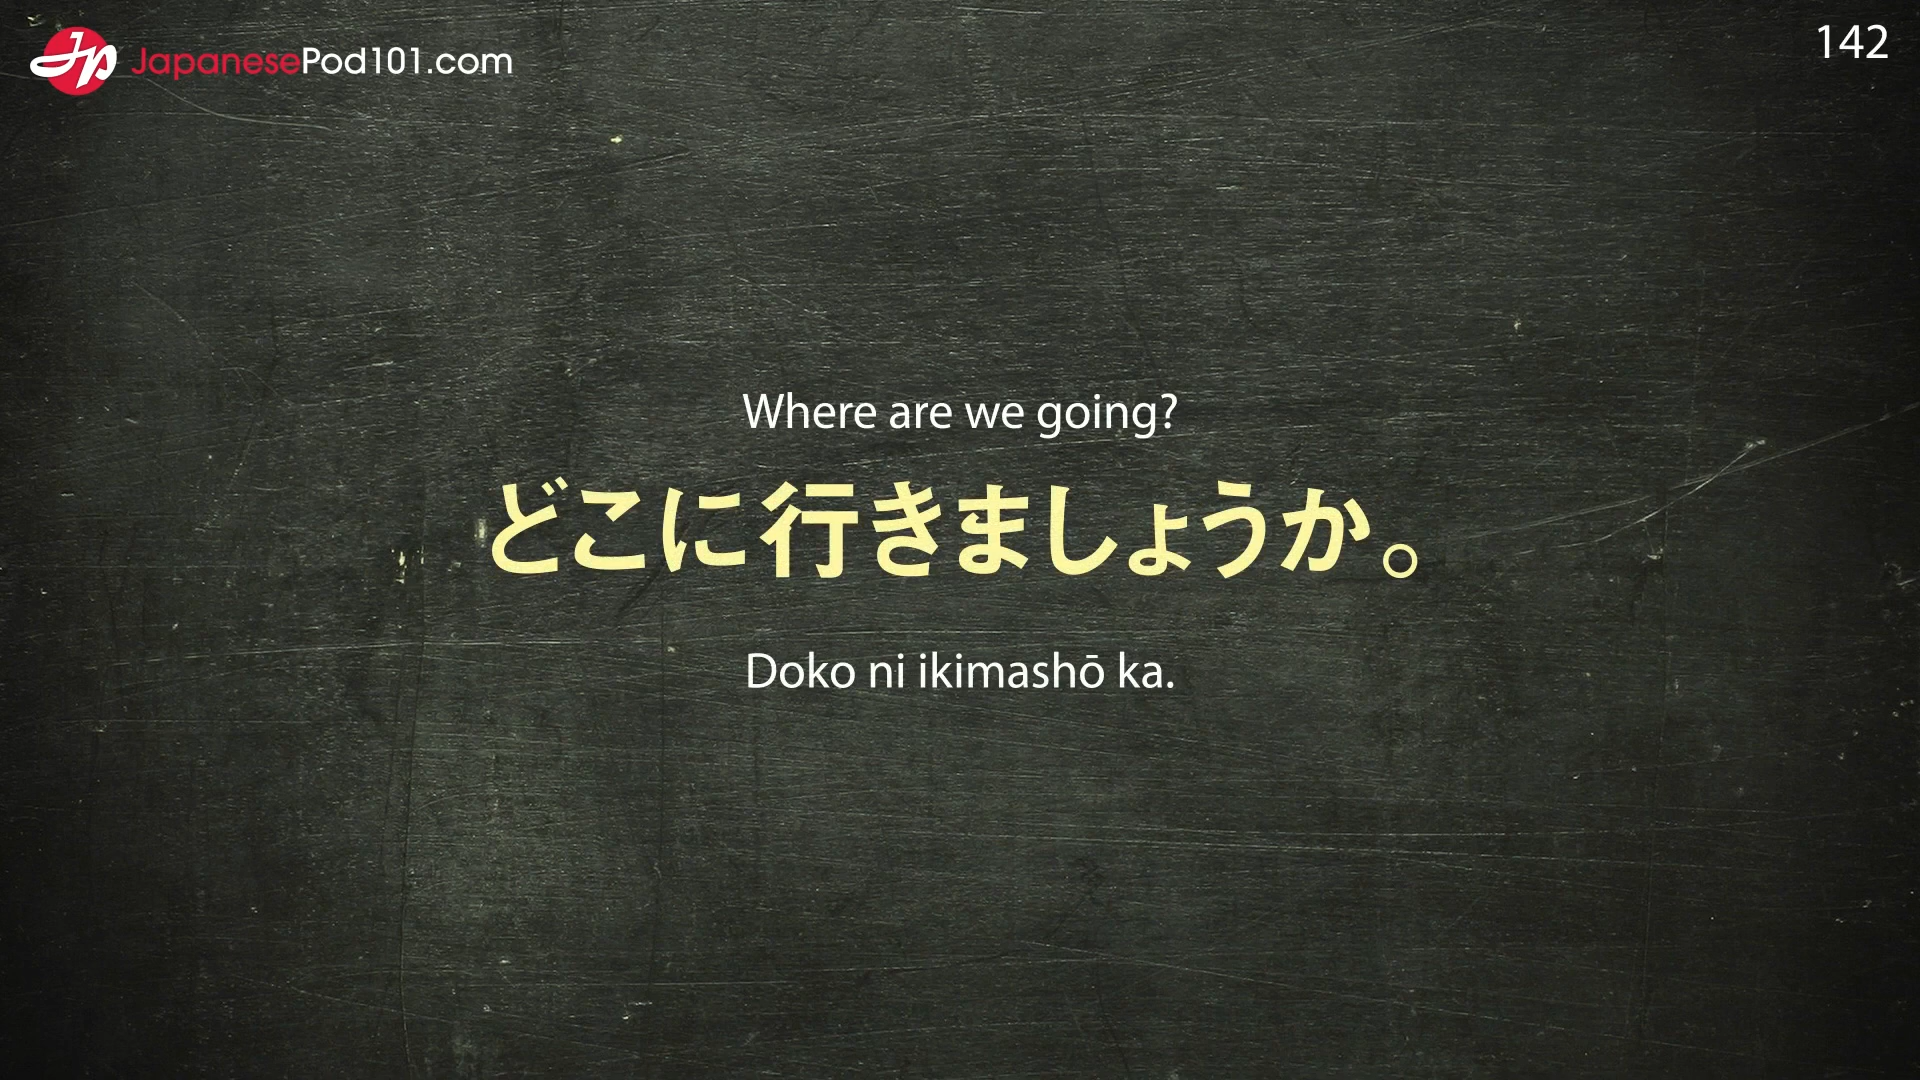 JapanesePod101.com
142
Where are we going?
どこに行きましょうか。
Doko ni ikimashō ka.